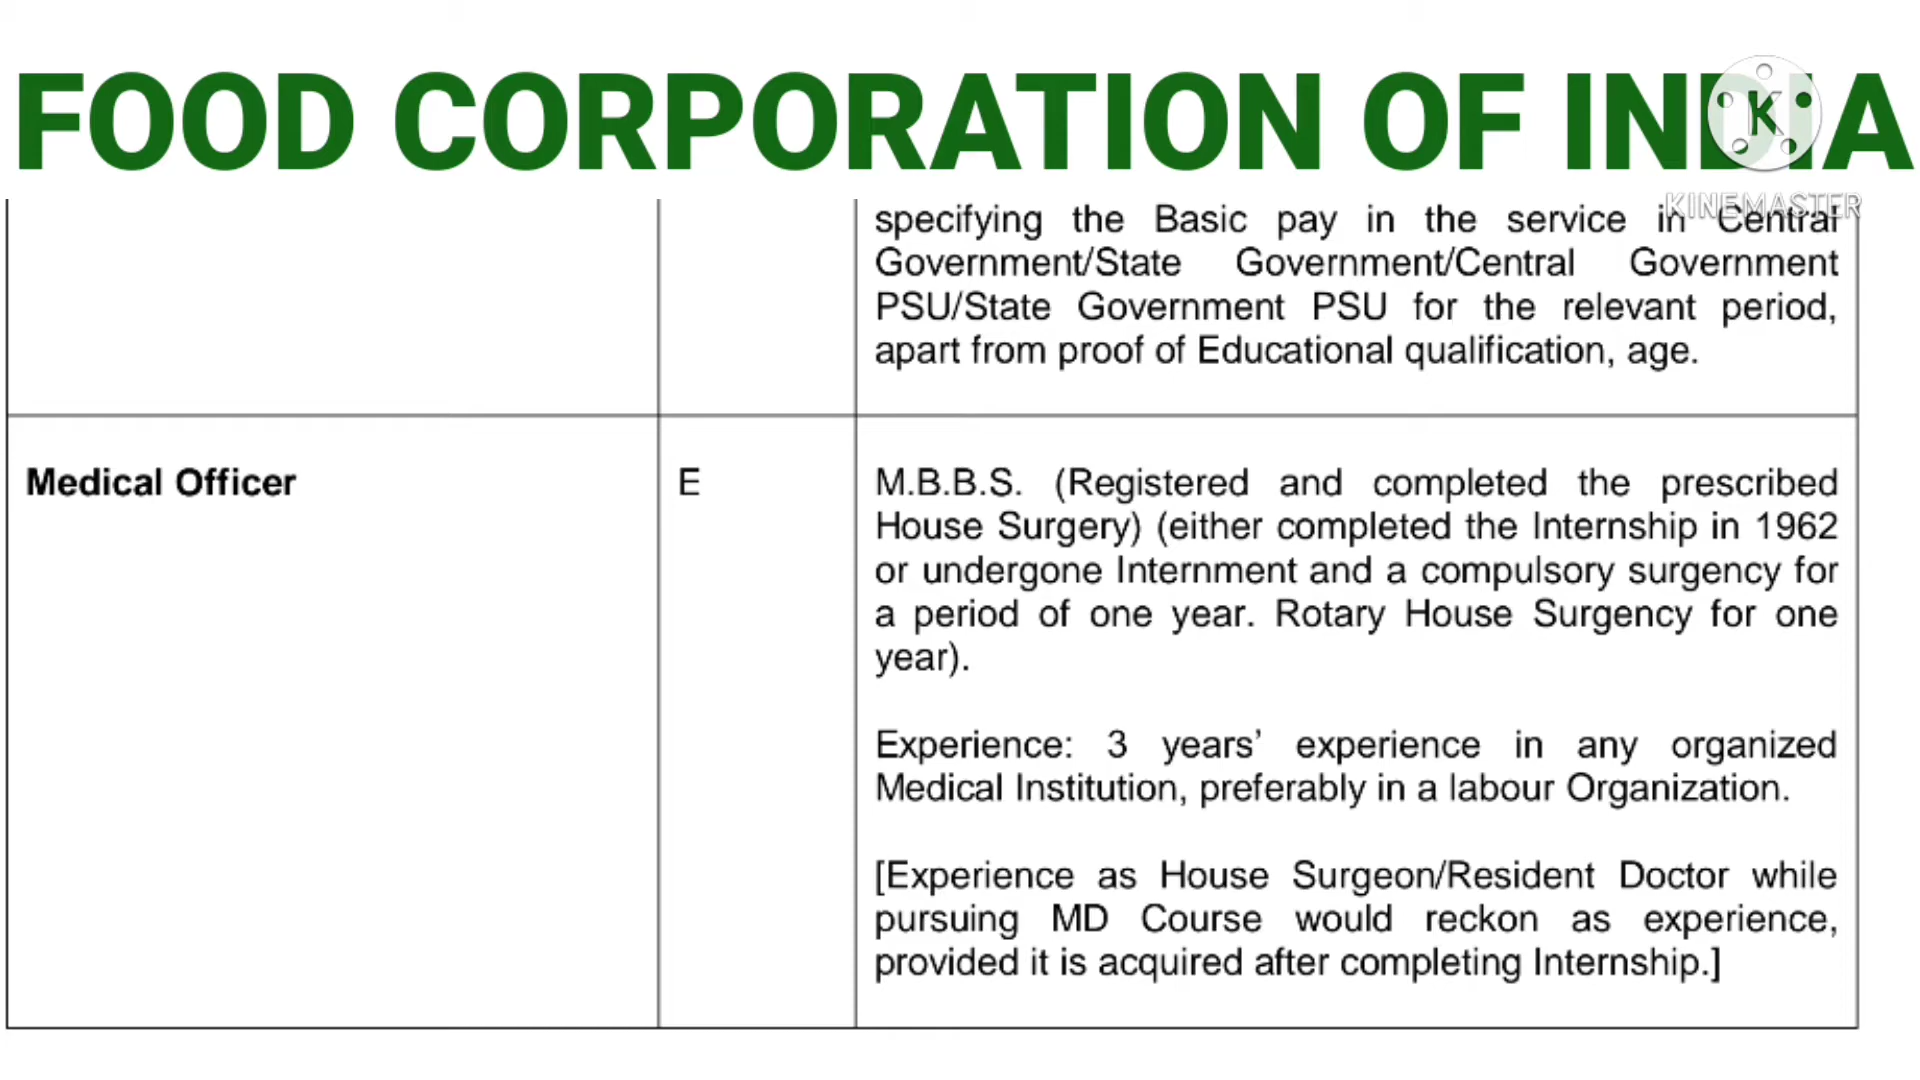 FOOD CORPORATION OF INDIA
K
KINEMASTER
specifying the Basic pay in the service in Central
Government/State Government/Central Government
PSU/State Government PSU for the relevant period,
apart from proof of Educational qualification, age.
Medical Officer
E
M.B.B.S. (Registered and completed the prescribed
House Surgery) (either completed the Internship in 1962
or undergone Internment and a compulsory surgency for
a period of one year. Rotary House Surgency for one
year).
Experience: 3 years’ experience in any organized
Medical Institution, preferably in a labour Organization.
[Experience as House Surgeon/Resident Doctor while
pursuing MD Course would reckon as experience,
provided it is acquired after completing Internship.]